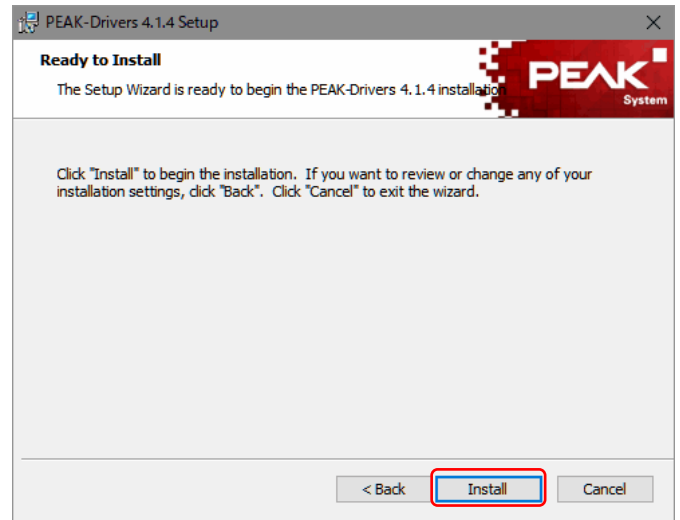 PEAK-Drivers 4.1.4 Setup
Ready to Install
The Setup Wizard is ready to begin the PEAK-Drivers 4.1.4 installation
PEAK
System
Click "Install" to begin the installation. If you want to review or change any of your
installation settings, click "Back". Click "Cancel" to exit the wizard.
< Back
Install
Cancel